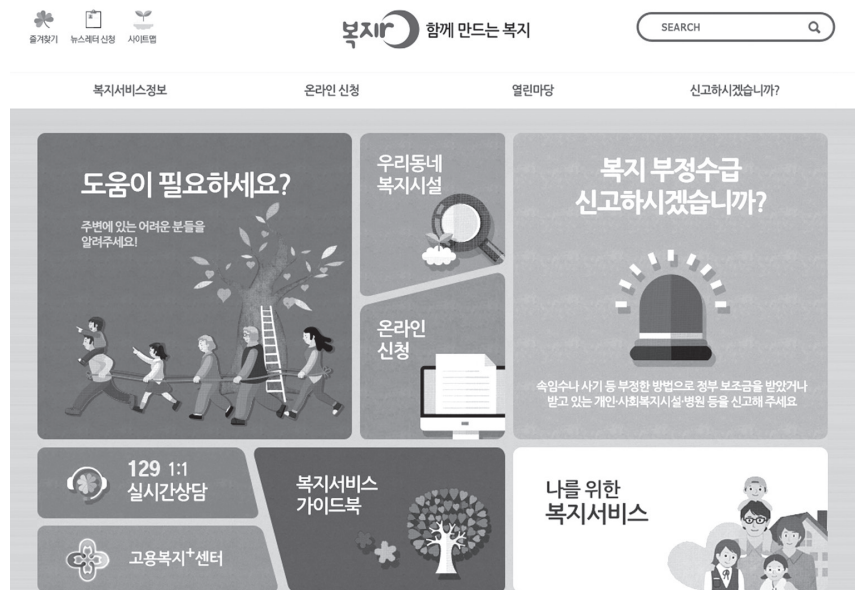 즐겨찾기 뉴스레터 신청 사이트맵
복지로 함께 만드는 복지
SEARCH
복지서비스정보 온라인 신청 열린마당 신고하시겠습니까?
도움이 필요하세요?
주변에 있는 어려운 분들을
알려주세요!
우리동네
복지시설
온라인
신청
복지 부정수급
신고하시겠습니까?
속임수나 사기 등 부정한 방법으로 정부 보조금을 받았거나
받고 있는 개인·사회복지시설·병원 등을 신고해 주세요
129 1:1
실시간상담
고용복지+센터
복지서비스
가이드북
나를 위한
복지서비스